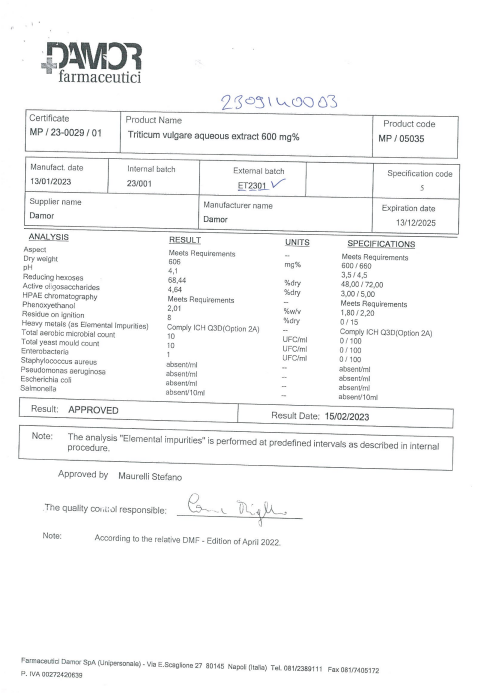 DAMOR
farmaceutici
2309140003
Certificate Product Name Product code
MP / 23-0029 / 01 Triticum vulgare aqueous extract 600 mg% MP / 05035
Manufact. date Internal batch External batch Specification code
13/01/2023 23/001 ET2301 5
Supplier name Manufacturer name Expiration date
Damor Damor 13/12/2025
ANALYSIS RESULT UNITS SPECIFICATIONS
Aspect Meets Requirements -- Meets Requirements
Dry weight 606 mg% 600 / 660
pH 4,1 3,5 / 4,5
Reducing hexoses 68,44 %dry 48,00 / 72,00
Active oligosaccharides 4,64 %dry 3,00 / 5,00
HPAE chromatography Meets Requirements -- Meets Requirements
Phenoxyethanol 2,01 %w/v 1,80 / 2,20
Residue on ignition 8 %dry 0 / 15
Heavy metals (as Elemental Impurities) Comply ICH Q3D(Option 2A) -- Comply ICH Q3D(Option 2A)
Total aerobic microbial count 10 UFC/ml 0 / 100
Total yeast mould count 10 UFC/ml 0 / 100
Enterobacteria 1 UFC/ml 0 / 100
Staphylococcus aureus absent/ml -- absent/ml
Pseudomonas aeruginosa absent/ml -- absent/ml
Escherichia coli absent/ml -- absent/ml
Salmonella absent/10ml -- absent/10ml
Result: APPROVED Result Date: 15/02/2023
Note: The analysis "Elemental impurities" is performed at predefined intervals as described in internal
procedure.
Approved by Maurelli Stefano
The quality control responsible:
Note: According to the relative DMF - Edition of April 2022.
Farmaceutici Damor SpA (Unipersonale) - Via E.Scaglione 27 80145 Napoli (Italia) Tel. 081/2389111 Fax 081/7405172
P. IVA 00272420639